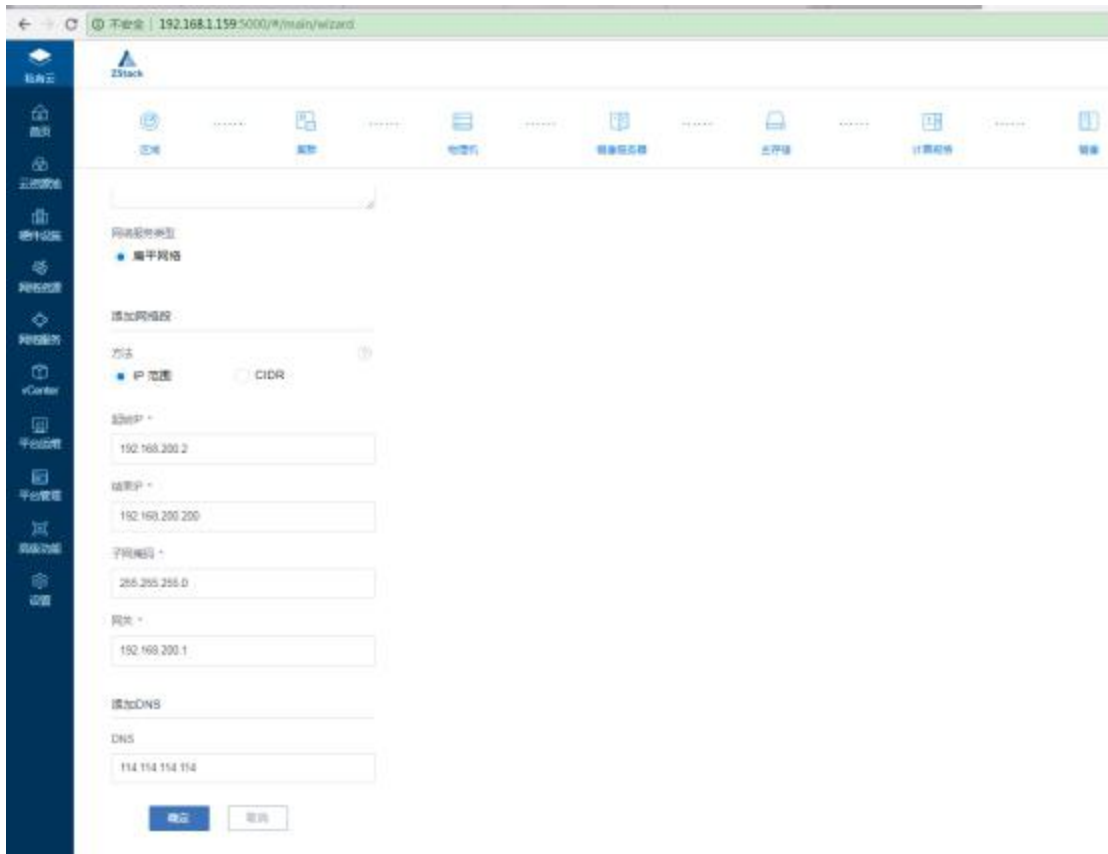 不安全 | 192.168.1.159:5000/#/main/wizard
私有云
ZStack
首页
云资源池
硬件设施
网络资源
网络服务
vCenter
平台运营
平台管理
高级功能
设置
区域
集群
物理机
镜像服务器
主存储
计算规格
镜像
网络服务类型
扁平网络
添加网络段
方法
IP 范围
CIDR
起始IP *
192.168.200.2
结束IP *
192.168.200.200
子网掩码 *
255.255.255.0
网关 *
192.168.200.1
添加DNS
DNS
114.114.114.114
确定
取消